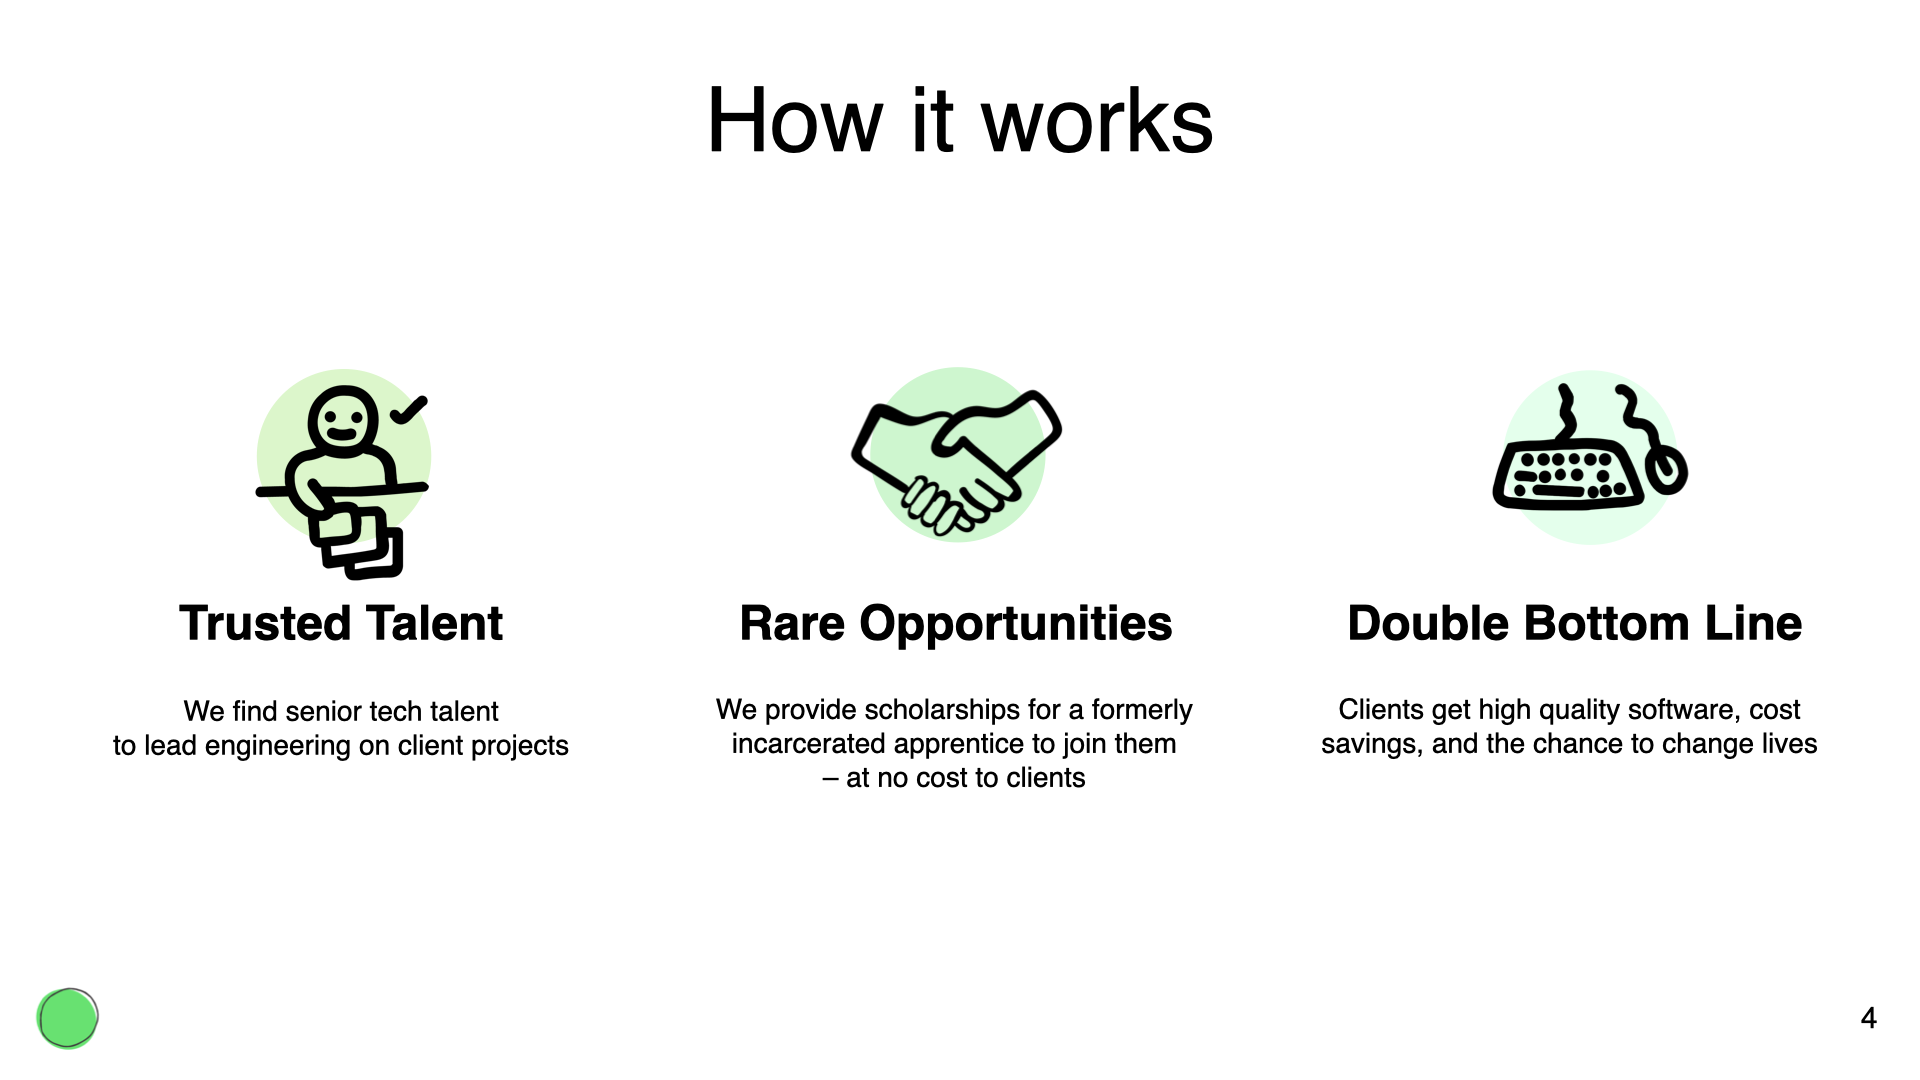 How it works
Trusted Talent
We find senior tech talent
to lead engineering on client projects
Rare Opportunities
We provide scholarships for a formerly
incarcerated apprentice to join them
– at no cost to clients
Double Bottom Line
Clients get high quality software, cost
savings, and the chance to change lives
4